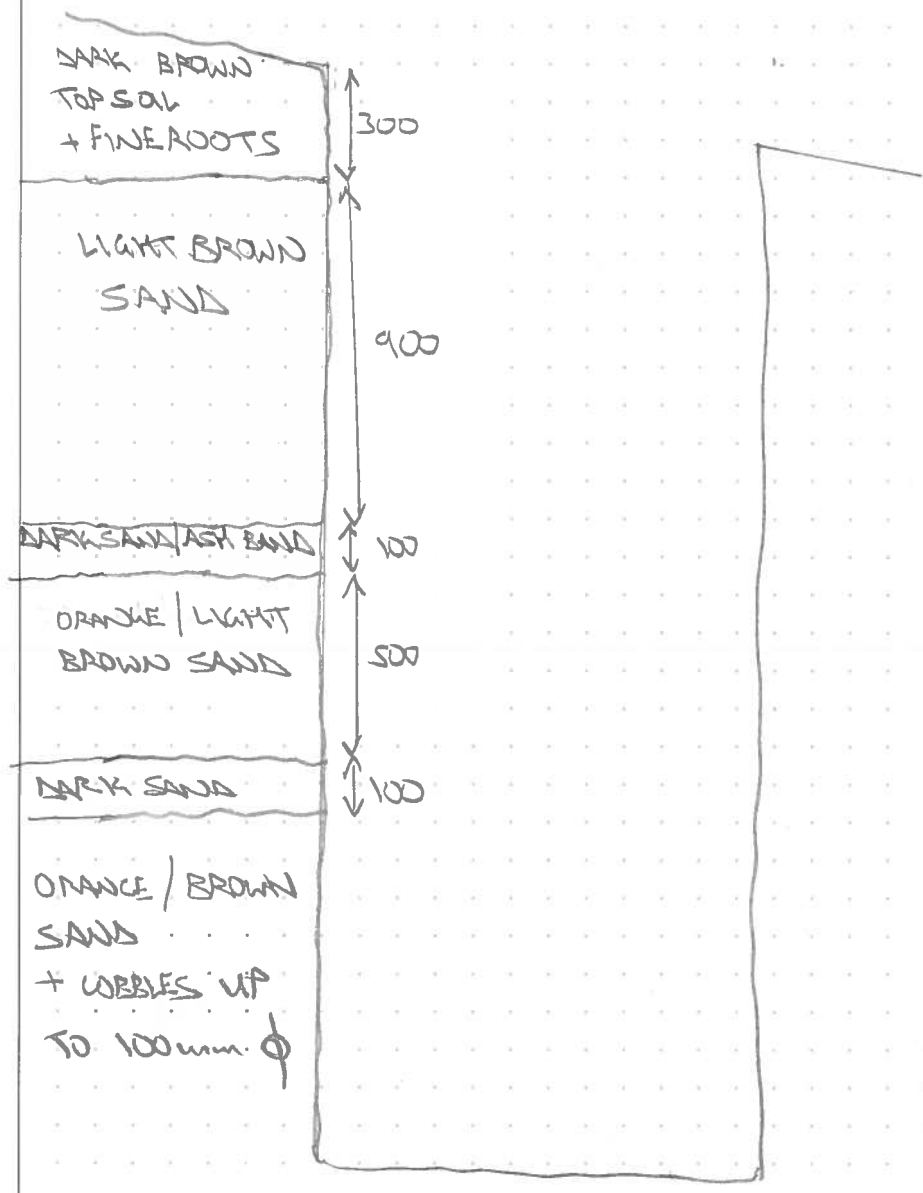 DARK BROWN
TOPSOIL
+ FINE ROOTS
300
LIGHT BROWN
SAND
900
DARK SAND/ASH BAND
100
ORANGE / LIGHT
BROWN SAND
500
DARK SAND
100
ORANGE / BROWN
SAND
+ COBBLES UP
TO 100mm φ